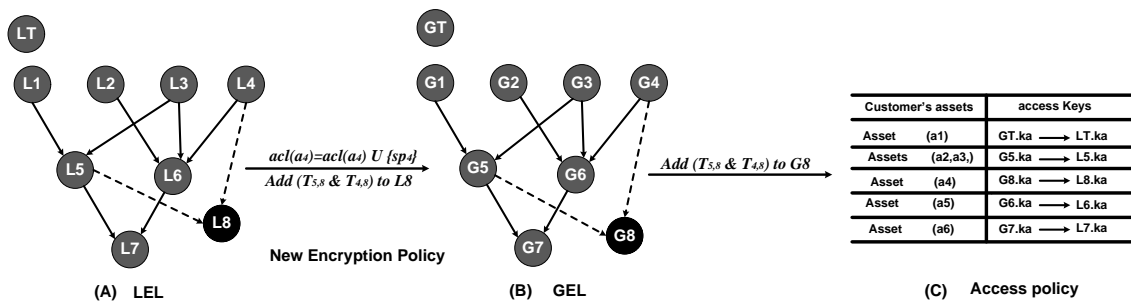 LT
L1 L2 L3 L4
L5 L6
L8
L7
(A) LEL
acl(a4)=acl(a4) U {sp4}
Add (T5,8 & T4,8) to L8
New Encryption Policy
GT
G1 G2 G3 G4
G5 G6
G8
G7
(B) GEL
Add (T5,8 & T4,8) to G8
Customer's assets access Keys
Asset (a1) GT.ka → LT.ka
Assets (a2,a3,) G5.ka → L5.ka
Asset (a4) G8.ka → L8.ka
Asset (a5) G6.ka → L6.ka
Asset (a6) G7.ka → L7.ka
(C) Access policy